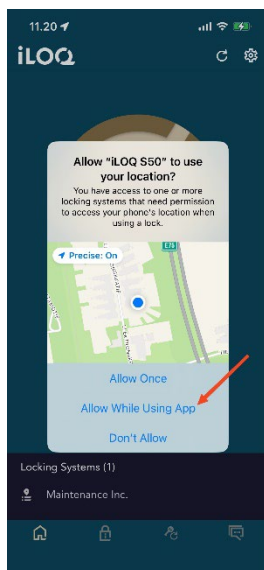 11.20
iLOQ
Allow "iLOQ S50" to use
your location?
You have access to one or more
locking systems that need permission
to access your phone's location when
using a lock.
Precise: On
E75
Allow Once
Allow While Using App
Don't Allow
Locking Systems (1)
Maintenance Inc.